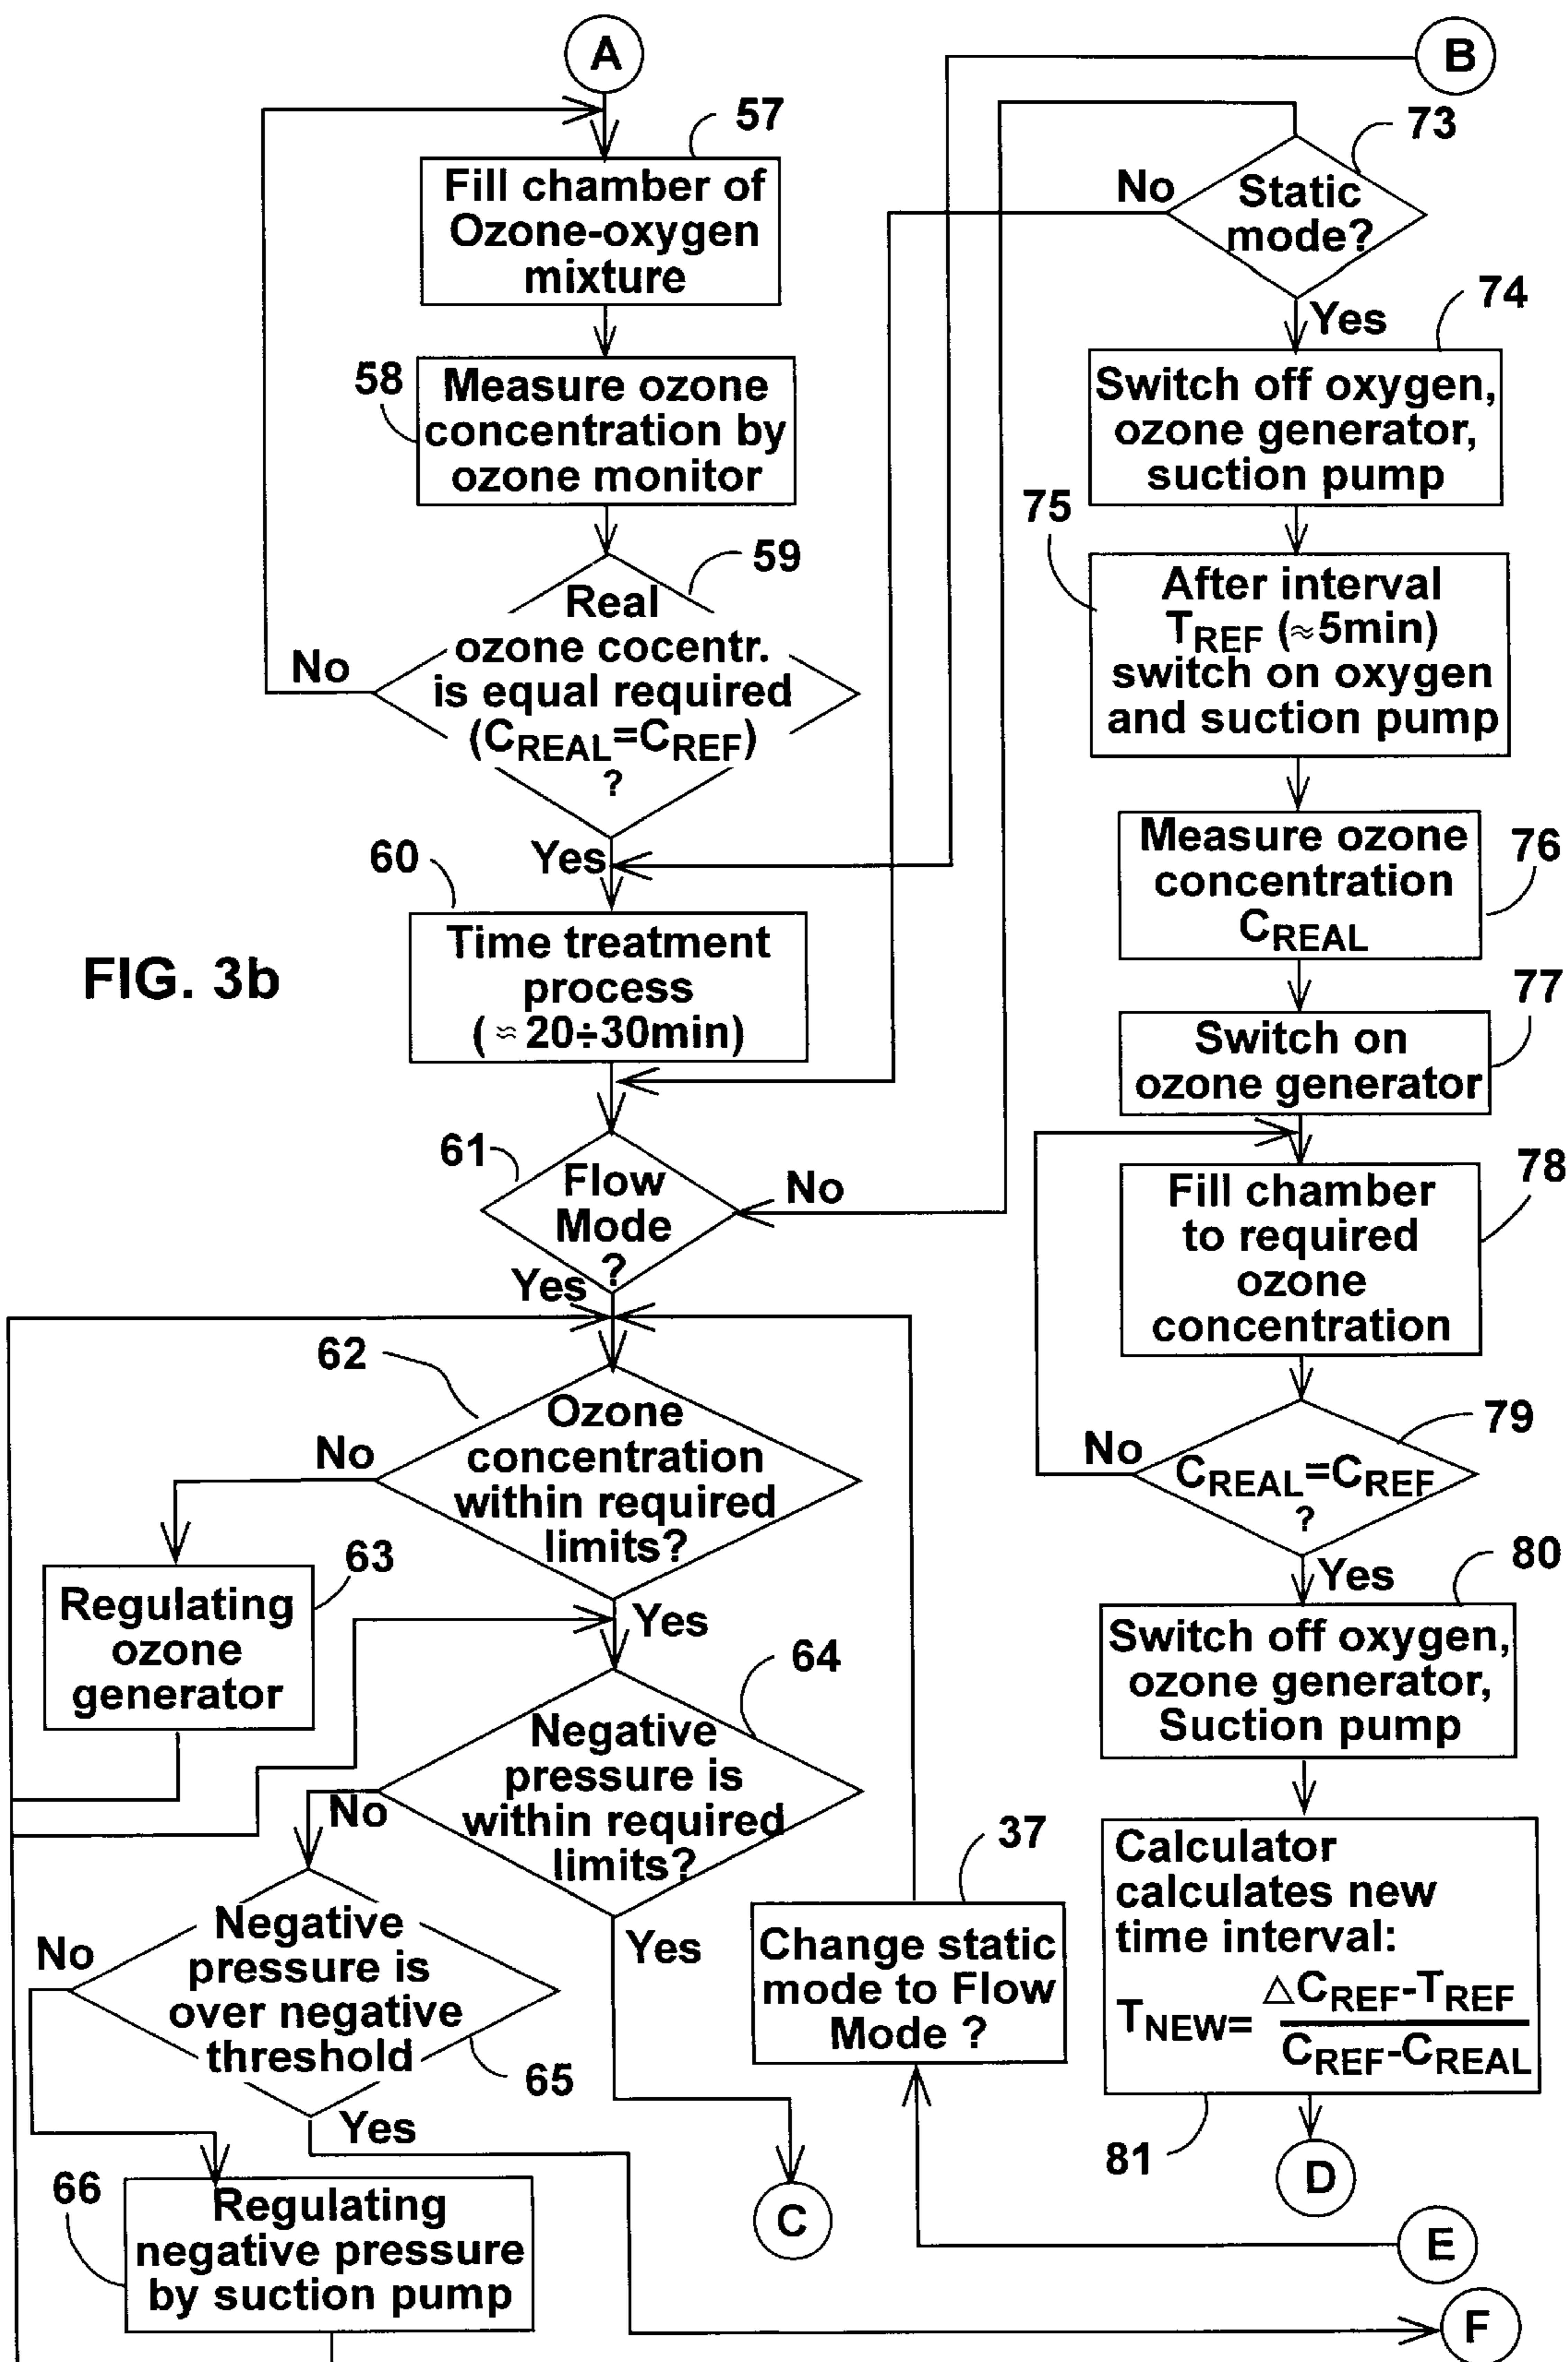 A
57
Fill chamber of
Ozone-oxygen
mixture
58
Measure ozone
concentration by
ozone monitor
59
Real
ozone cocentr.
is equal required
(CREAL=CREF)
?
No
Yes
60
Time treatment
process
(≈20÷30min)
FIG. 3b
61
Flow
Mode
?
No
Yes
62
Ozone
concentration
within required
limits?
No
Yes
63
Regulating
ozone
generator
64
Negative
pressure is
within required
limits?
No
Yes
Negative
pressure is
over negative
threshold
65
No
Yes
66
Regulating
negative pressure
by suction pump
37
Change static
mode to Flow
Mode ?
C
B
73
Static
mode?
No
Yes
74
Switch off oxygen,
ozone generator,
suction pump
75
After interval
TREF (≈5min)
switch on oxygen
and suction pump
76
Measure ozone
concentration
CREAL
77
Switch on
ozone generator
78
Fill chamber
to required
ozone
concentration
79
CREAL=CREF
?
No
Yes
80
Switch off oxygen,
ozone generator,
Suction pump
Calculator
calculates new
time interval:
TNEW= △CREF-TREF
CREF-CREAL
81
D
E
F